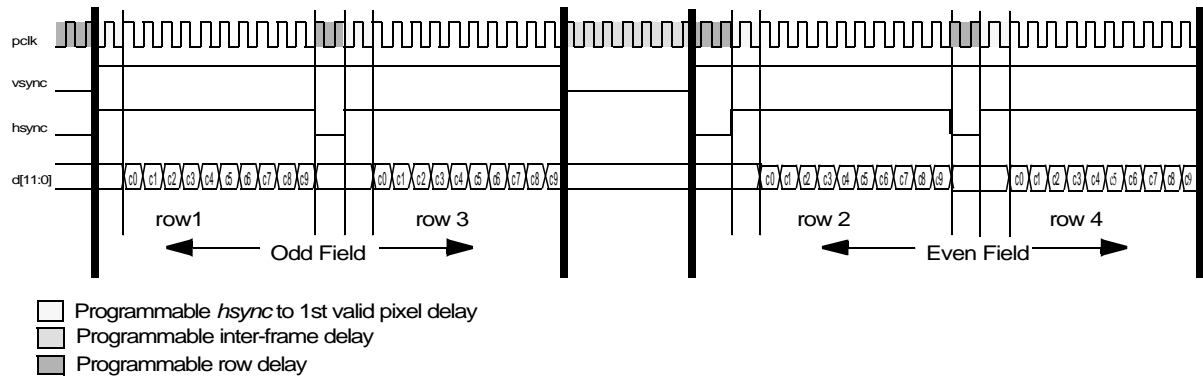 pclk
vsync
hsync
d[11:0] c0 c1 c2 c3 c4 c5 c6 c7 c8 c9 c0 c1 c2 c3 c4 c5 c6 c7 c8 c9 c0 c1 c2 c3 c4 c5 c6 c7 c8 c9 c0 c1 c2 c3 c4 c5 c6 c7 c8 c9
row1 row 3 row 2 row 4
Odd Field Even Field
Programmable hsync to 1st valid pixel delay
Programmable inter-frame delay
Programmable row delay